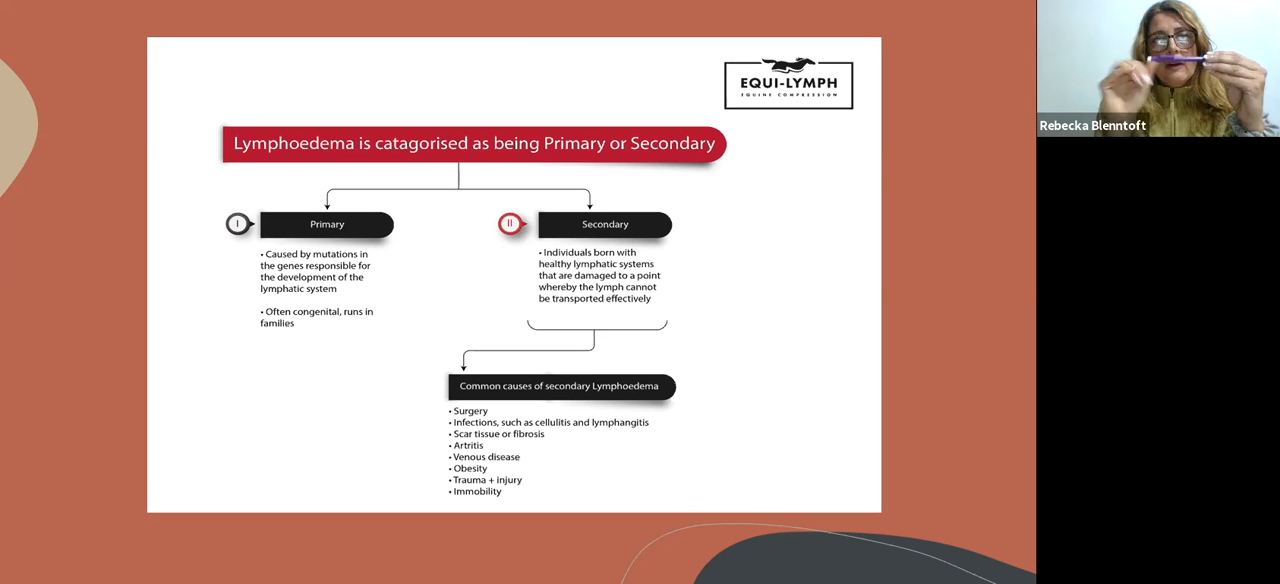 EQUI-LYMPH
EQUINE COMPRESSION
Rebecka Blenntoft
Lymphoedema is catagorised as being Primary or Secondary
I
Primary
• Caused by mutations in
the genes responsible for
the development of the
lymphatic system
• Often congenital, runs in
families
II
Secondary
• Individuals born with
healthy lymphatic systems
that are damaged to a point
whereby the lymph cannot
be transported effectively
Common causes of secondary Lymphoedema
• Surgery
• Infections, such as cellulitis and lymphangitis
• Scar tissue or fibrosis
• Artritis
• Venous disease
• Obesity
• Trauma + injury
• Immobility